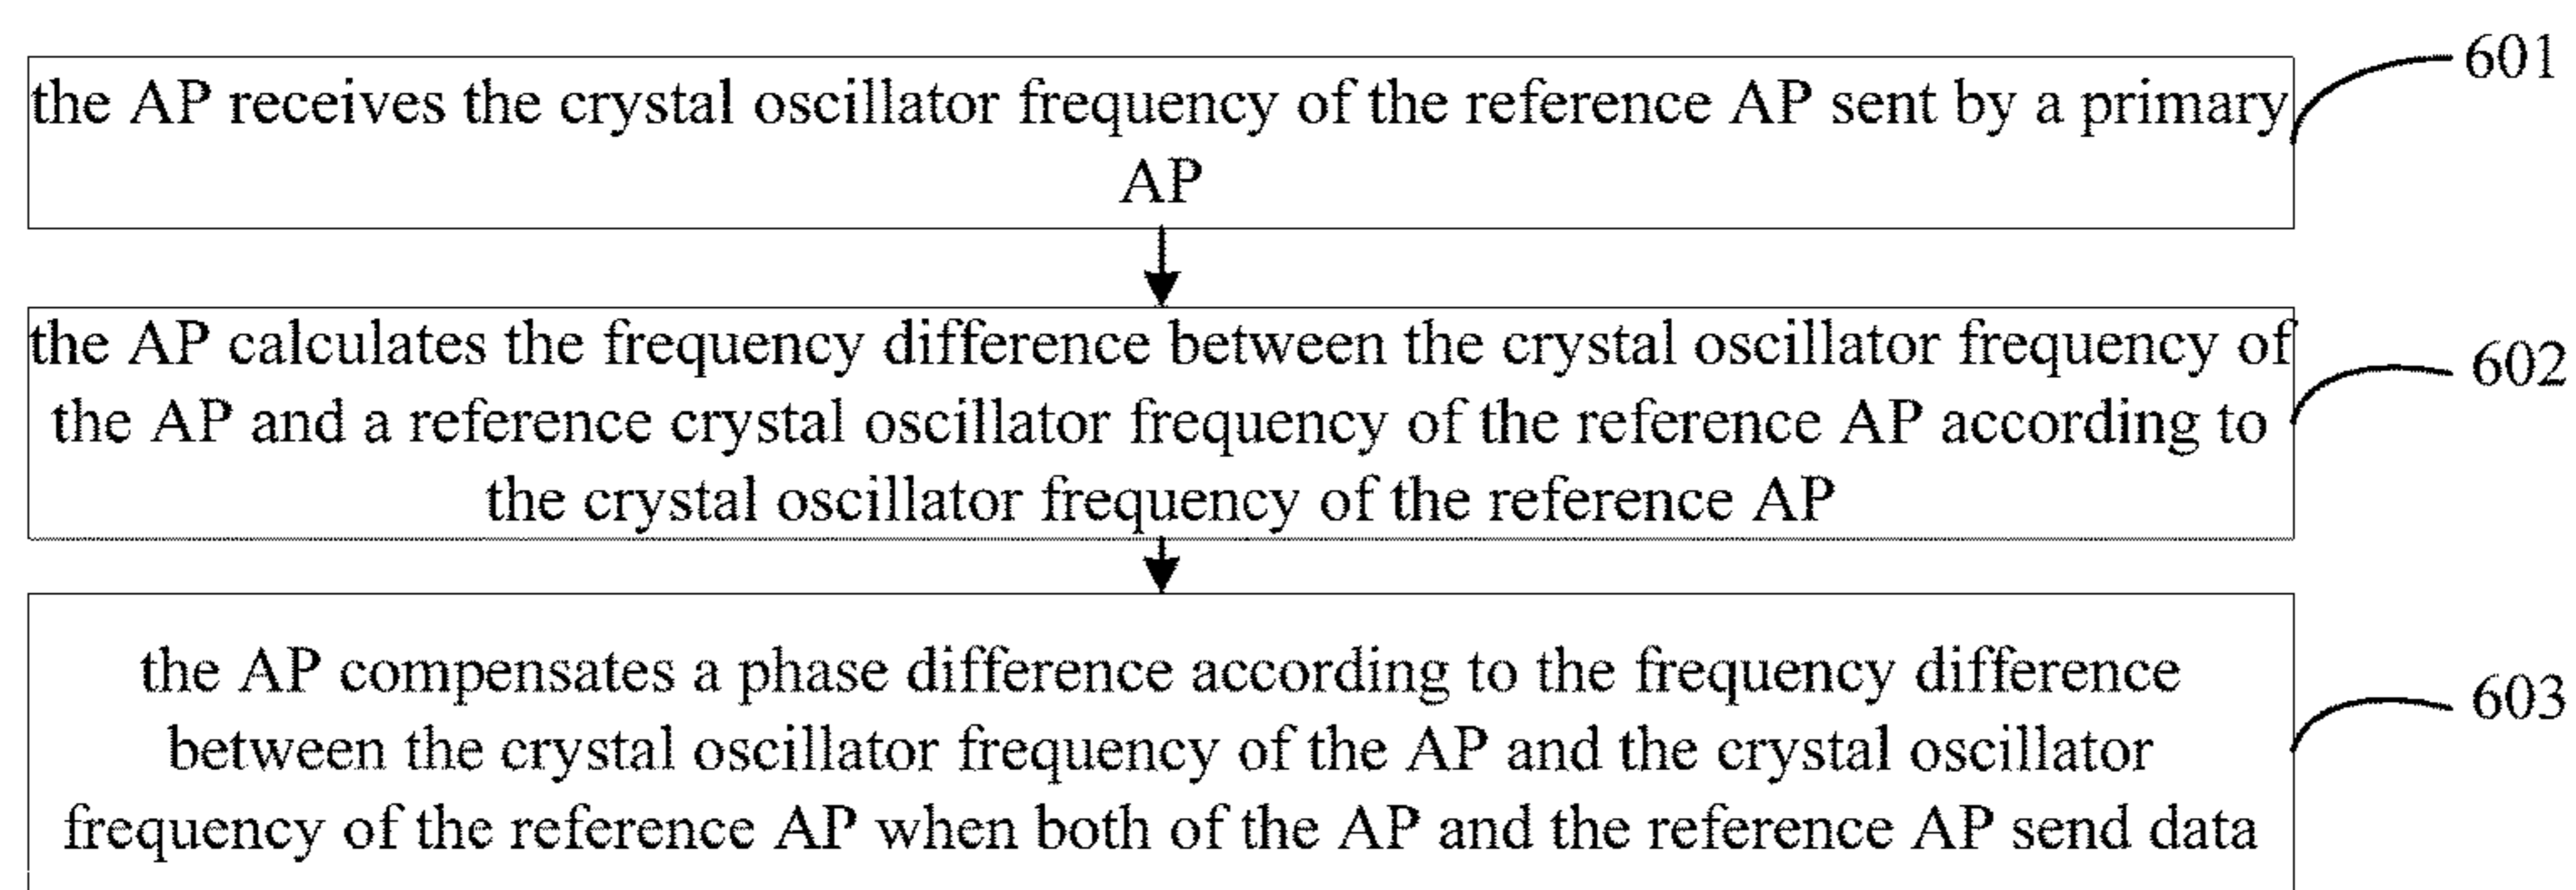 601
the AP receives the crystal oscillator frequency of the reference AP sent by a primary
AP
602
the AP calculates the frequency difference between the crystal oscillator frequency of
the AP and a reference crystal oscillator frequency of the reference AP according to
the crystal oscillator frequency of the reference AP
603
the AP compensates a phase difference according to the frequency difference
between the crystal oscillator frequency of the AP and the crystal oscillator
frequency of the reference AP when both of the AP and the reference AP send data